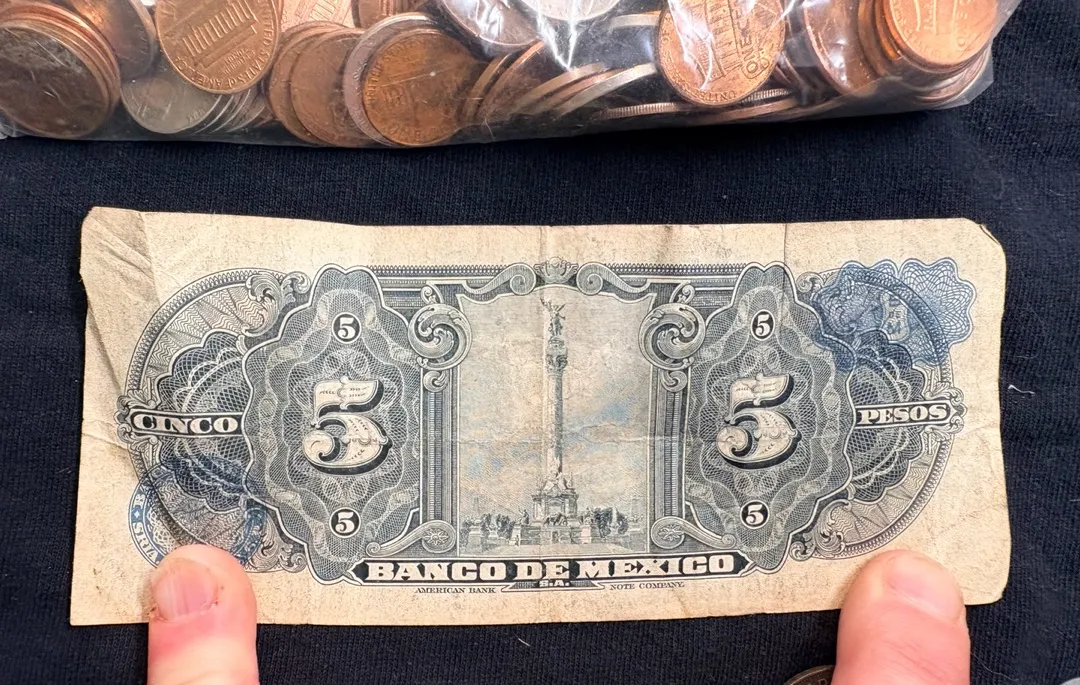 5 5
CINCO 5 5 PESOS
5 5
BANCO DE MEXICO
S.A.
AMERICAN BANK NOTE COMPANY.